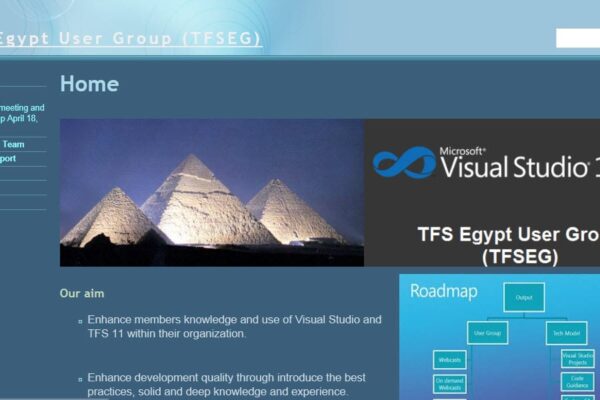 Egypt User Group (TFSEG)
Home
meeting and
p April 18,
Team
port
Microsoft®
Visual Studio® 1
TFS Egypt User Gro
(TFSEG)
Our aim
Enhance members knowledge and use of Visual Studio and
TFS 11 within their organization.
Enhance development quality through introduce the best
practices, solid and deep knowledge and experience.
Roadmap
Output
User Group
Tech Model
Webcasts
Visual Studio
Projects
On demand
Webcasts
Code
Guidance